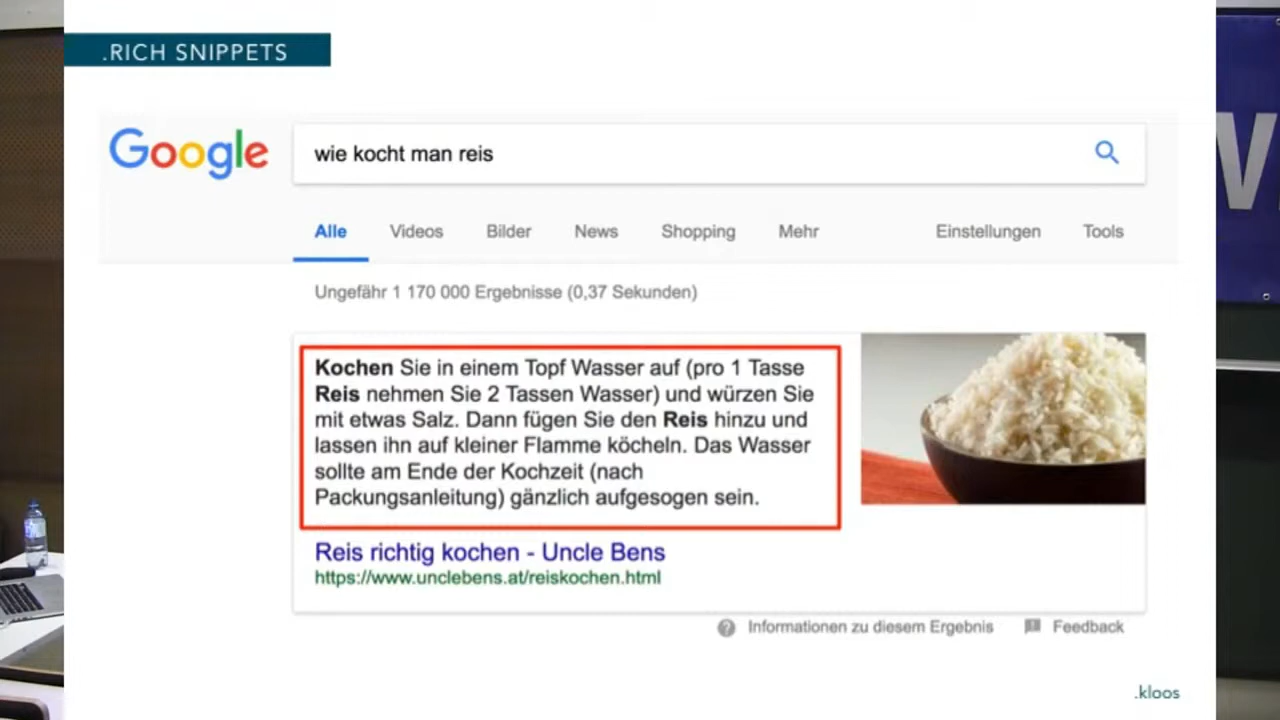 .RICH SNIPPETS
Google
wie kocht man reis
Alle Videos Bilder News Shopping Mehr Einstellungen Tools
Ungefähr 1 170 000 Ergebnisse (0,37 Sekunden)
Kochen Sie in einem Topf Wasser auf (pro 1 Tasse
Reis nehmen Sie 2 Tassen Wasser) und würzen Sie
mit etwas Salz. Dann fügen Sie den Reis hinzu und
lassen ihn auf kleiner Flamme köcheln. Das Wasser
sollte am Ende der Kochzeit (nach
Packungsanleitung) gänzlich aufgesogen sein.
Reis richtig kochen - Uncle Bens
https://www.unclebens.at/reiskochen.html
Informationen zu diesem Ergebnis Feedback
.kloos